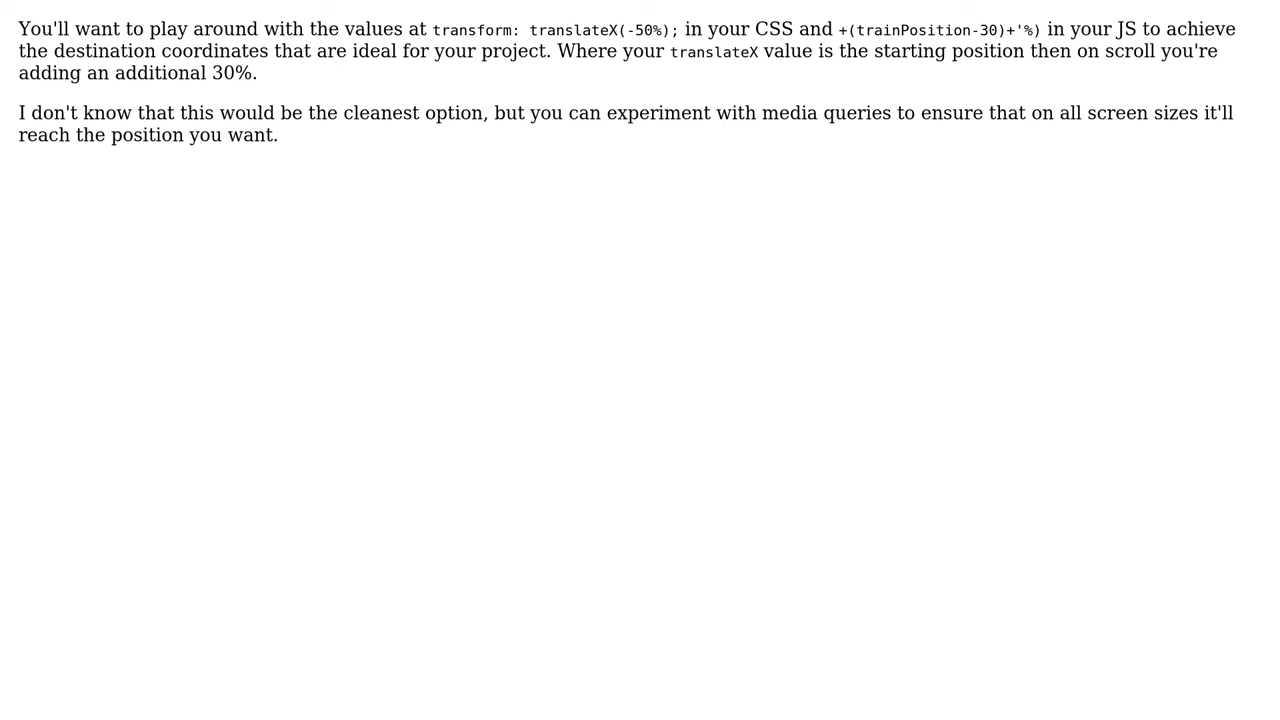 You'll want to play around with the values at transform: translateX(-50%); in your CSS and +(trainPosition-30)+'%) in your JS to achieve
the destination coordinates that are ideal for your project. Where your translateX value is the starting position then on scroll you're
adding an additional 30%.
I don't know that this would be the cleanest option, but you can experiment with media queries to ensure that on all screen sizes it'll
reach the position you want.